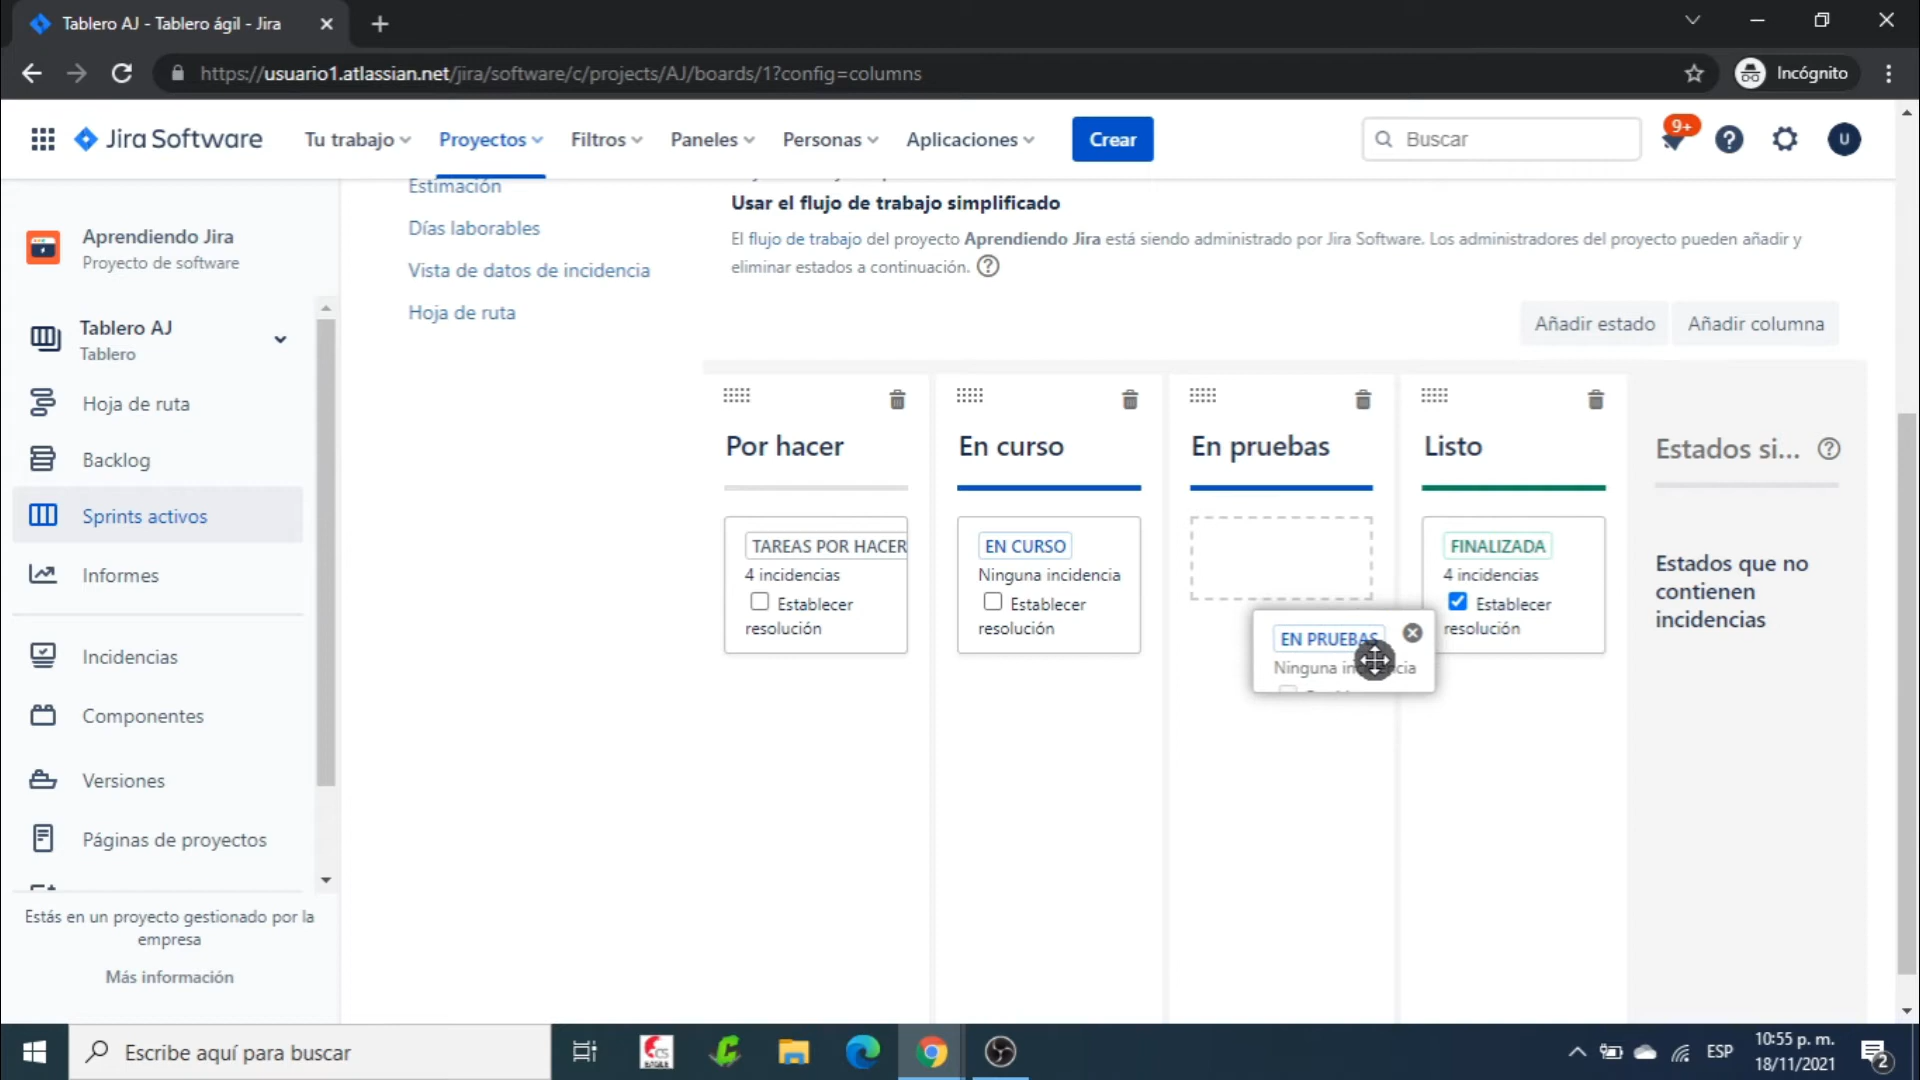 Tablero AJ - Tablero ágil - Jira
https://usuario1.atlassian.net/jira/software/c/projects/AJ/boards/1?config=columns
Incógnito
Jira Software
Tu trabajo
Proyectos
Filtros
Paneles
Personas
Aplicaciones
Crear
Buscar
9+
U
Aprendiendo Jira
Proyecto de software
Tablero AJ
Tablero
Hoja de ruta
Backlog
Sprints activos
Informes
Incidencias
Componentes
Versiones
Páginas de proyectos
Estás en un proyecto gestionado por la
empresa
Más información
Estimación
Días laborables
Vista de datos de incidencia
Hoja de ruta
Usar el flujo de trabajo simplificado
El flujo de trabajo del proyecto Aprendiendo Jira está siendo administrado por Jira Software. Los administradores del proyecto pueden añadir y
eliminar estados a continuación.
Añadir estado
Añadir columna
Por hacer
TAREAS POR HACER
4 incidencias
Establecer
resolución
En curso
EN CURSO
Ninguna incidencia
Establecer
resolución
En pruebas
EN PRUEBAS
Ninguna
Listo
FINALIZADA
4 incidencias
Establecer
resolución
Estados si...
Estados que no
contienen
incidencias
Escribe aquí para buscar
ESP
10:55 p. m.
18/11/2021
2